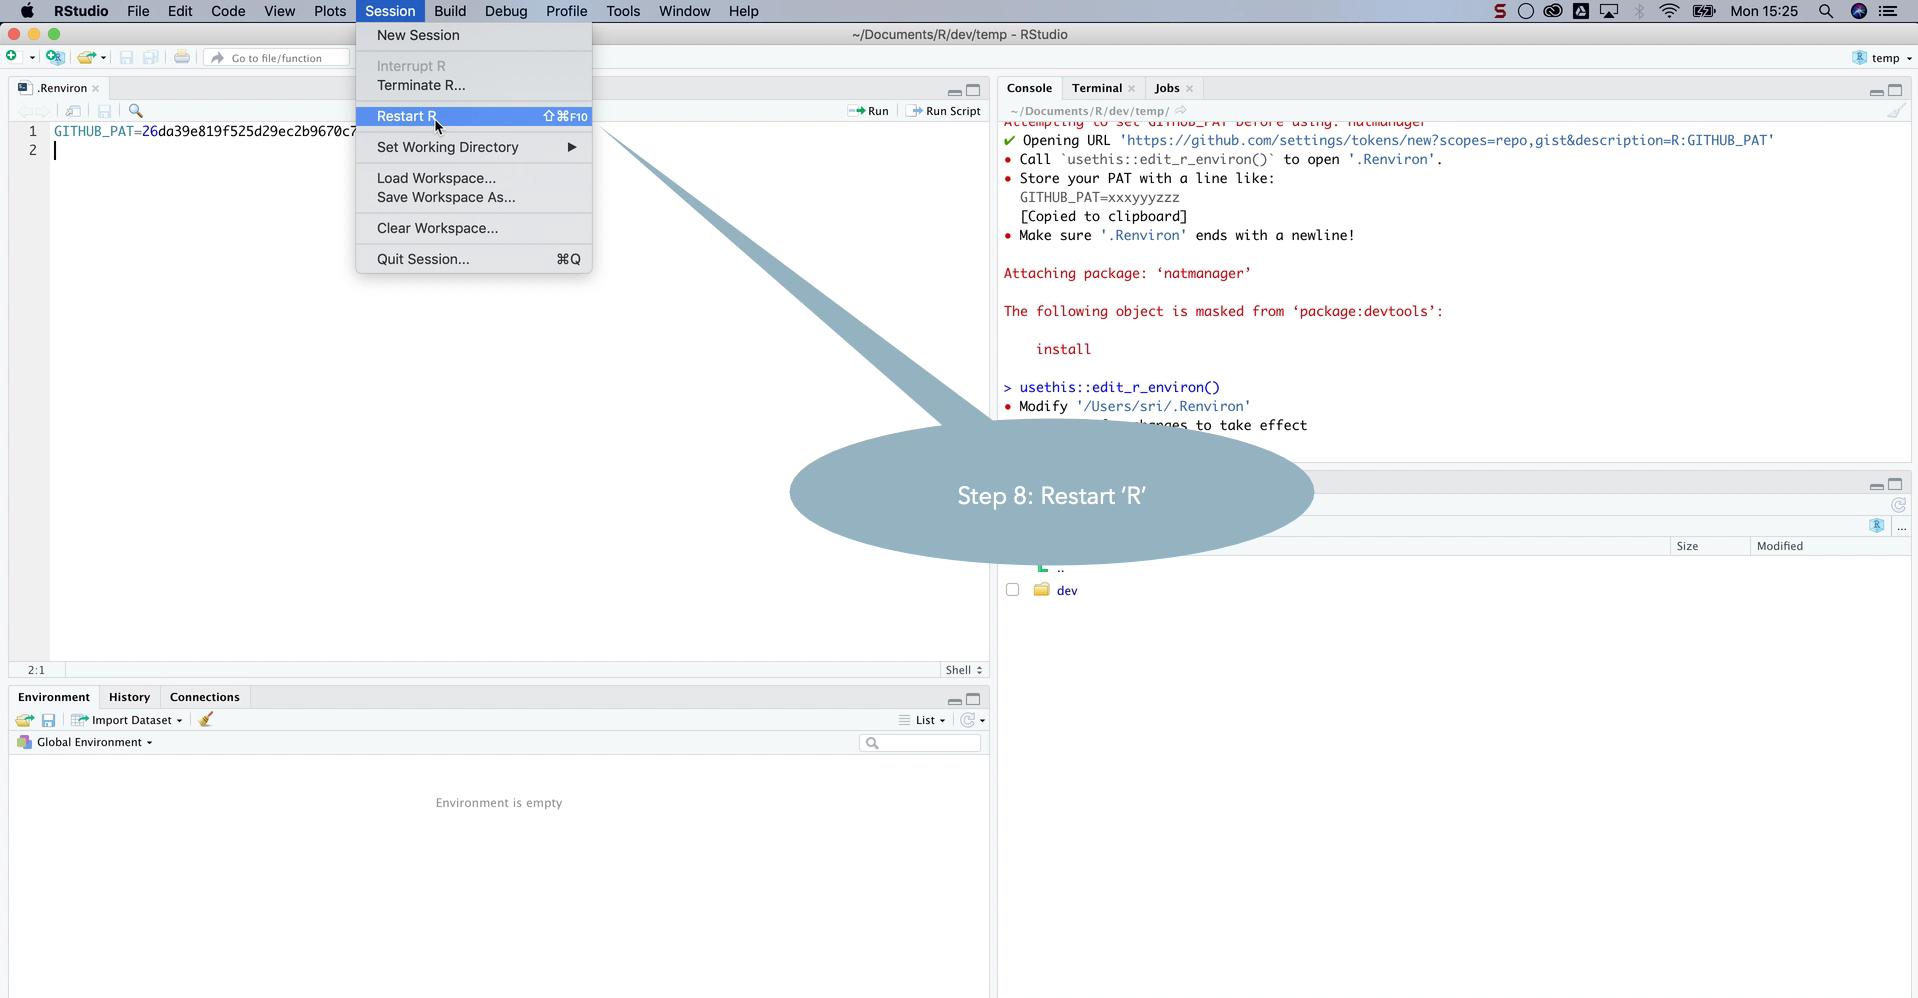 RStudio File Edit Code View Plots Session Build Debug Profile Tools Window Help Mon 15:25
~/Documents/R/dev/temp - RStudio
Go to file/function
temp
New Session
Interrupt R
Terminate R...
Restart R ⇧⌘F10
Set Working Directory ▶
Load Workspace...
Save Workspace As...
Clear Workspace...
Quit Session... ⌘Q
.Renviron
Run Run Script
1 GITHUB_PAT=26da39e819f525d29ec2b9670c7
2
2:1 Shell
Console Terminal Jobs
~/Documents/R/dev/temp/
Attempting to set GITHUB_PAT before using: natmanager
✔ Opening URL 'https://github.com/settings/tokens/new?scopes=repo,gist&description=R:GITHUB_PAT'
• Call `usethis::edit_r_environ()` to open '.Renviron'.
• Store your PAT with a line like:
GITHUB_PAT=xxxyyyzzz
[Copied to clipboard]
• Make sure '.Renviron' ends with a newline!
Attaching package: ‘natmanager’
The following object is masked from ‘package:devtools’:
install
> usethis::edit_r_environ()
• Modify '/Users/sri/.Renviron'
changes to take effect
Step 8: Restart ‘R’
...
Size Modified
..
dev
Environment History Connections
Import Dataset List
Global Environment
Environment is empty